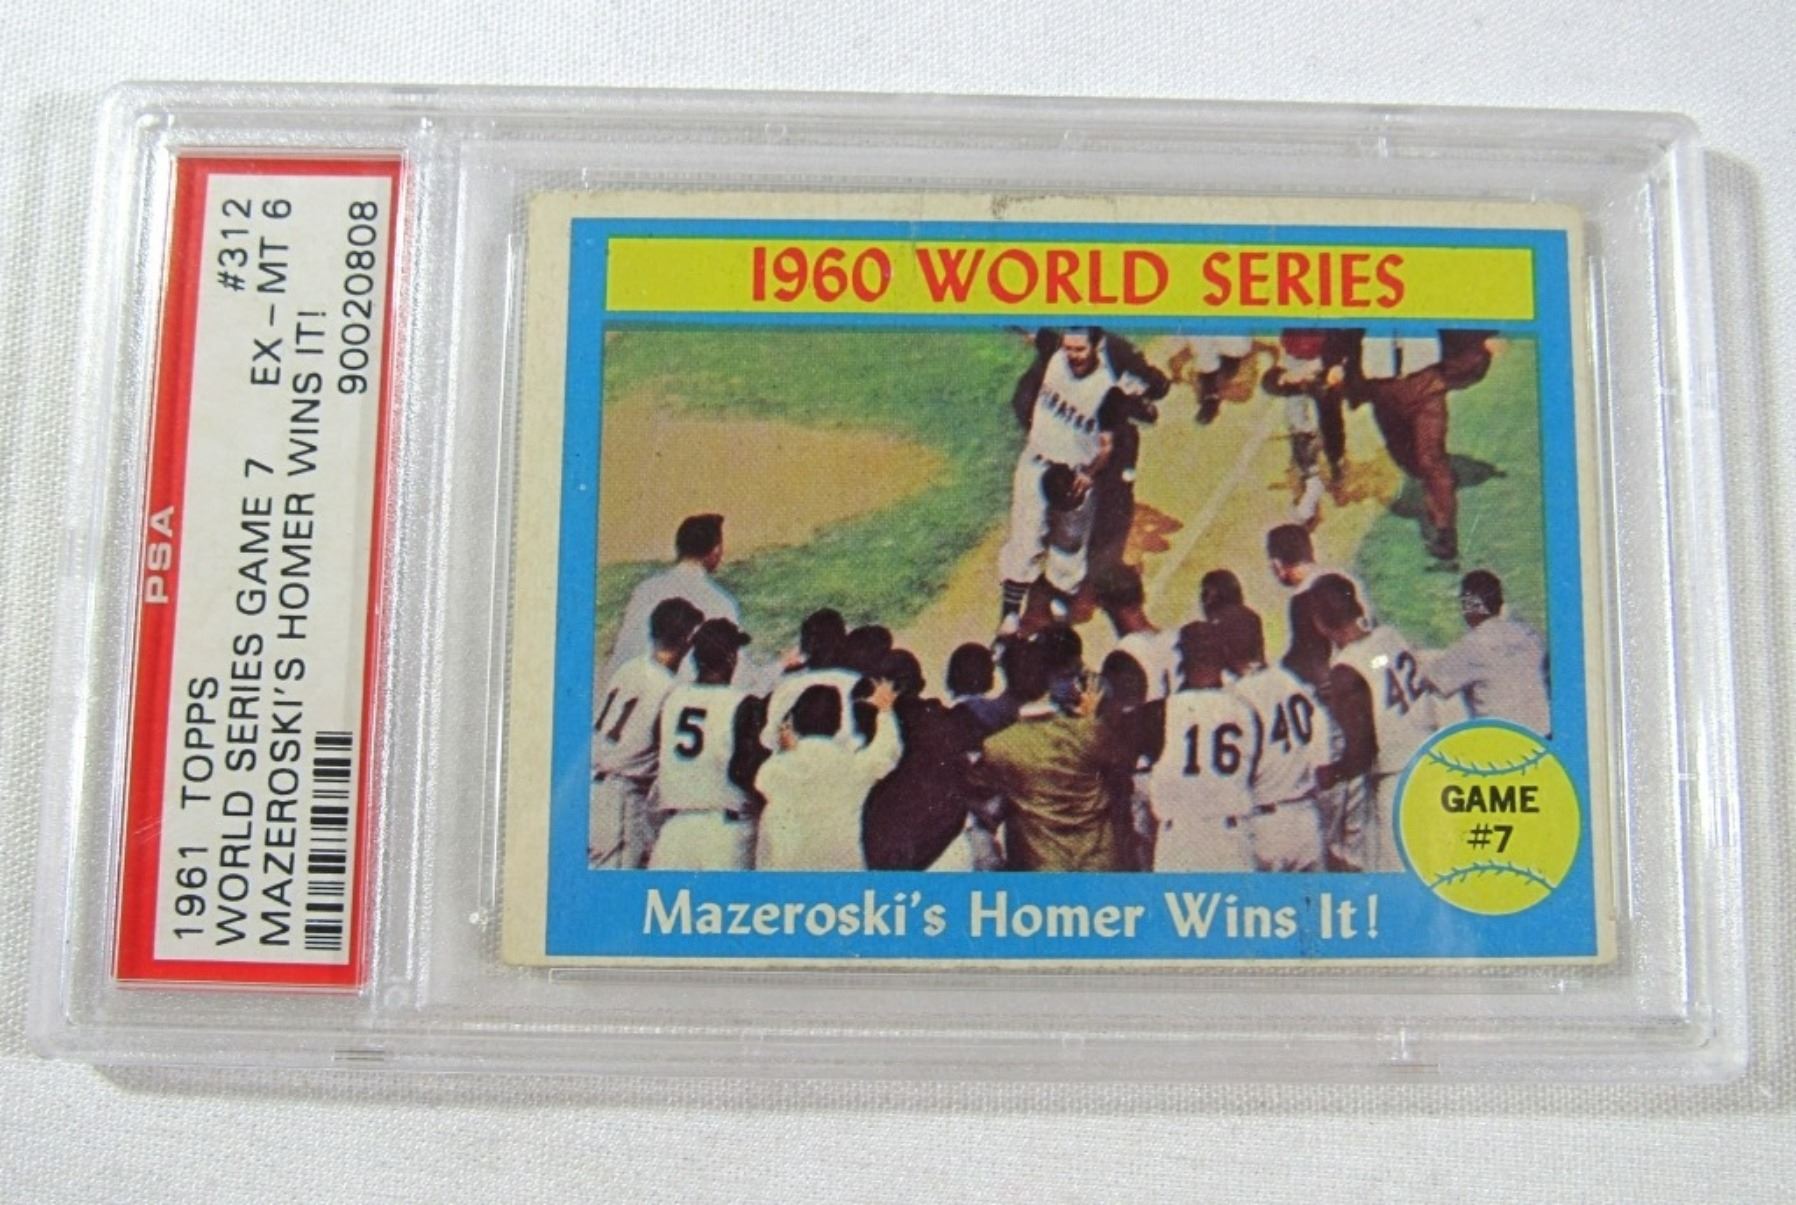 PSA
1961 TOPPS #312
WORLD SERIES GAME 7 EX-MT 6
MAZEROSKI'S HOMER WINS IT!
90020808
1960 WORLD SERIES
PIRATES
11 5 16 40 42
GAME
#7
Mazeroski's Homer Wins It!